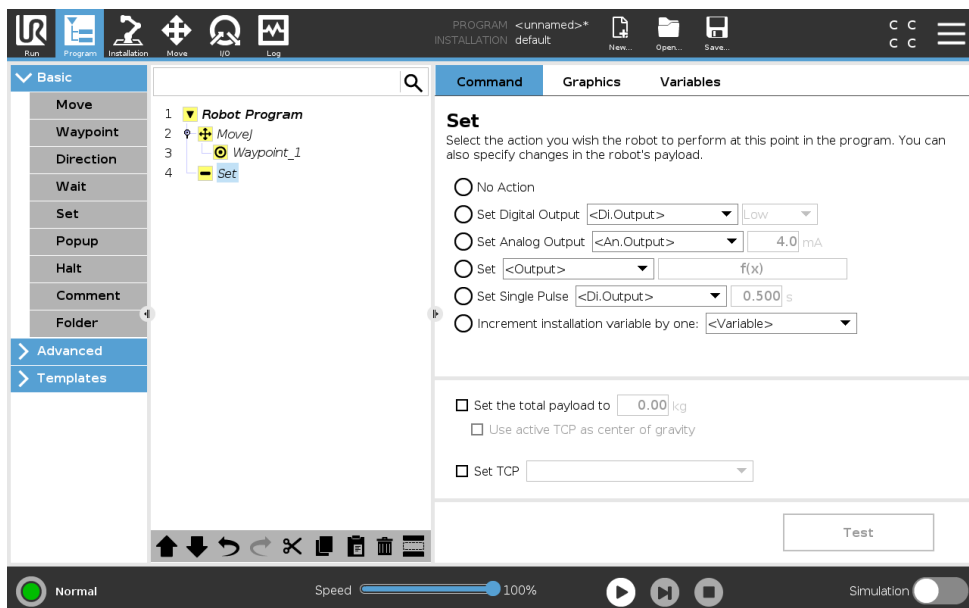 PROGRAM <unnamed>*
INSTALLATION default
UR
Run
Program
Installation
Move
I/O
Log
New...
Open...
Save...
C C
C C
Basic
Move
Waypoint
Direction
Wait
Set
Popup
Halt
Comment
Folder
Advanced
Templates
1 Robot Program
2 MoveJ
3 Waypoint_1
4 Set
Command Graphics Variables
Set
Select the action you wish the robot to perform at this point in the program. You can
also specify changes in the robot's payload.
No Action
Set Digital Output <Di.Output> Low
Set Analog Output <An.Output> 4.0 mA
Set <Output> f(x)
Set Single Pulse <Di.Output> 0.500 s
Increment installation variable by one: <Variable>
Set the total payload to 0.00 kg
Use active TCP as center of gravity
Set TCP
Test
Normal
Speed 100%
Simulation